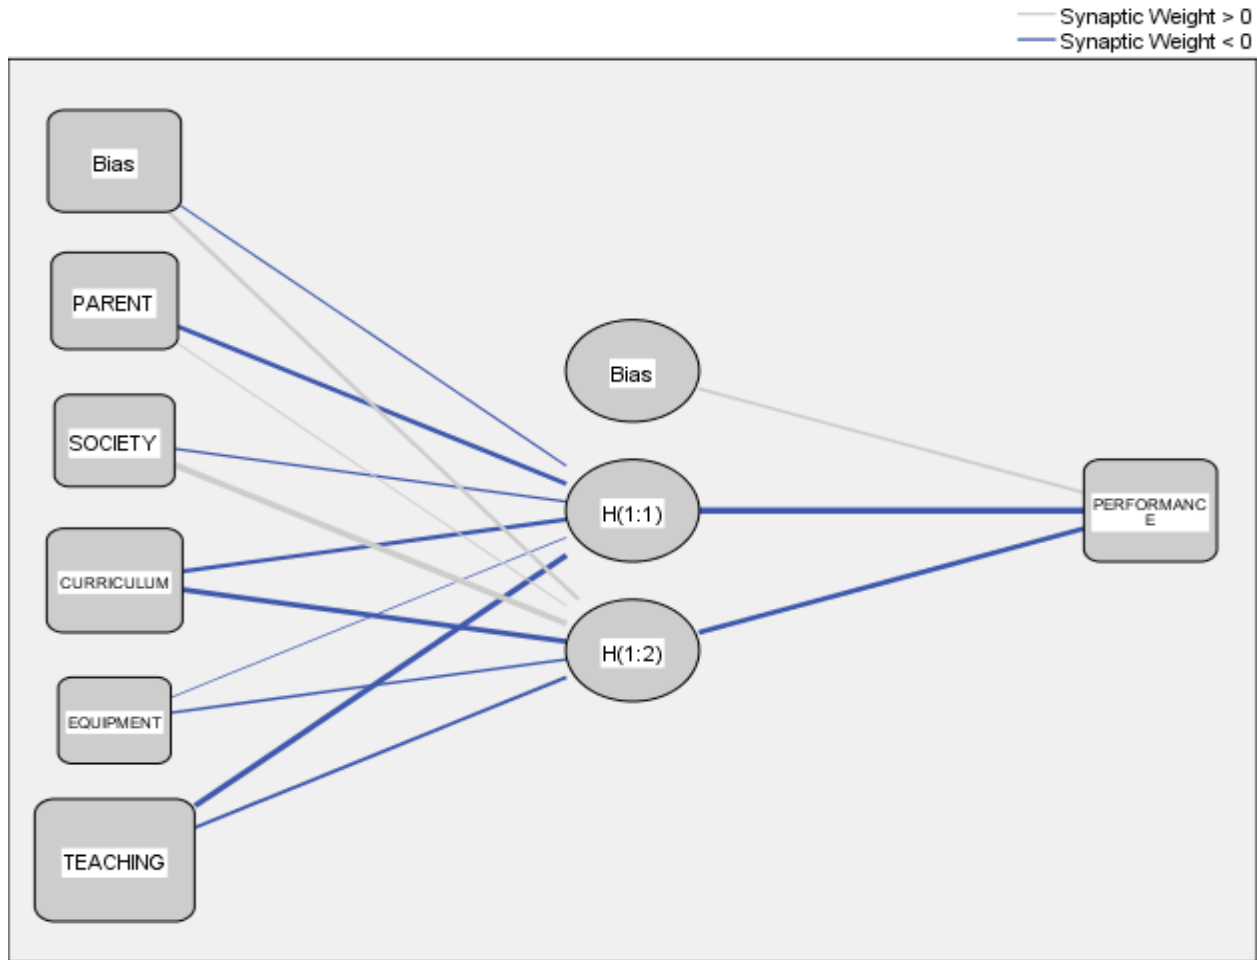 Synaptic Weight > 0
Synaptic Weight < 0
Bias
PARENT
SOCIETY
CURRICULUM
EQUIPMENT
TEACHING
Bias
H(1:1)
H(1:2)
PERFORMANC
E